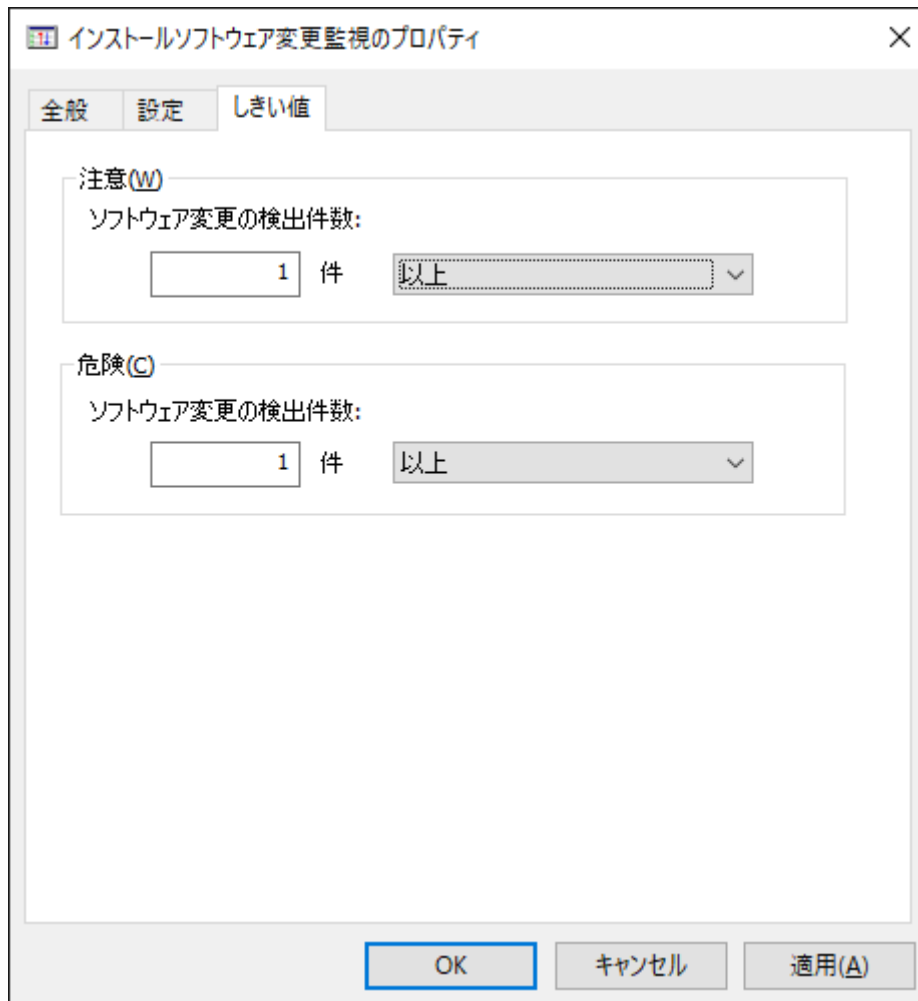 インストールソフトウェア変更監視のプロパティ
全般 設定 しきい値
注意(W)
ソフトウェア変更の検出件数:
1 件 以上
危険(C)
ソフトウェア変更の検出件数:
1 件 以上
OK キャンセル 適用(A)